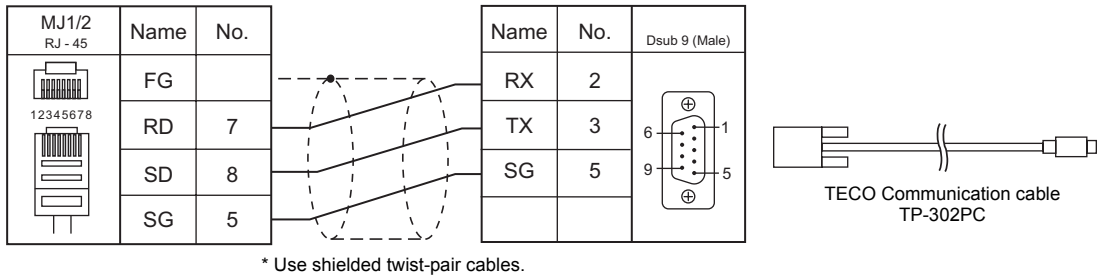 MJ1/2
RJ - 45
Name No.
FG
RD 7
SD 8
SG 5
12345678
Name No. Dsub 9 (Male)
RX 2
TX 3
SG 5
6 1
9 5
* Use shielded twist-pair cables.
TECO Communication cable
TP-302PC